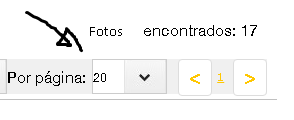 Fotos encontrados: 17
Por página: 20 < 1 >